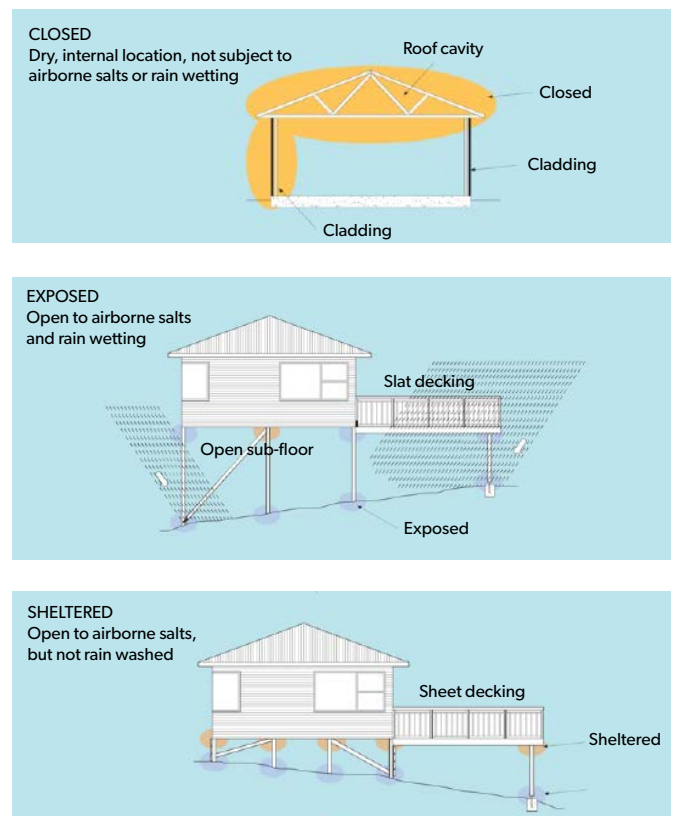 CLOSED
Dry, internal location, not subject to
airborne salts or rain wetting
Roof cavity
Closed
Cladding
Cladding
EXPOSED
Open to airborne salts
and rain wetting
Slat decking
Open sub-floor
Exposed
SHELTERED
Open to airborne salts,
but not rain washed
Sheet decking
Sheltered